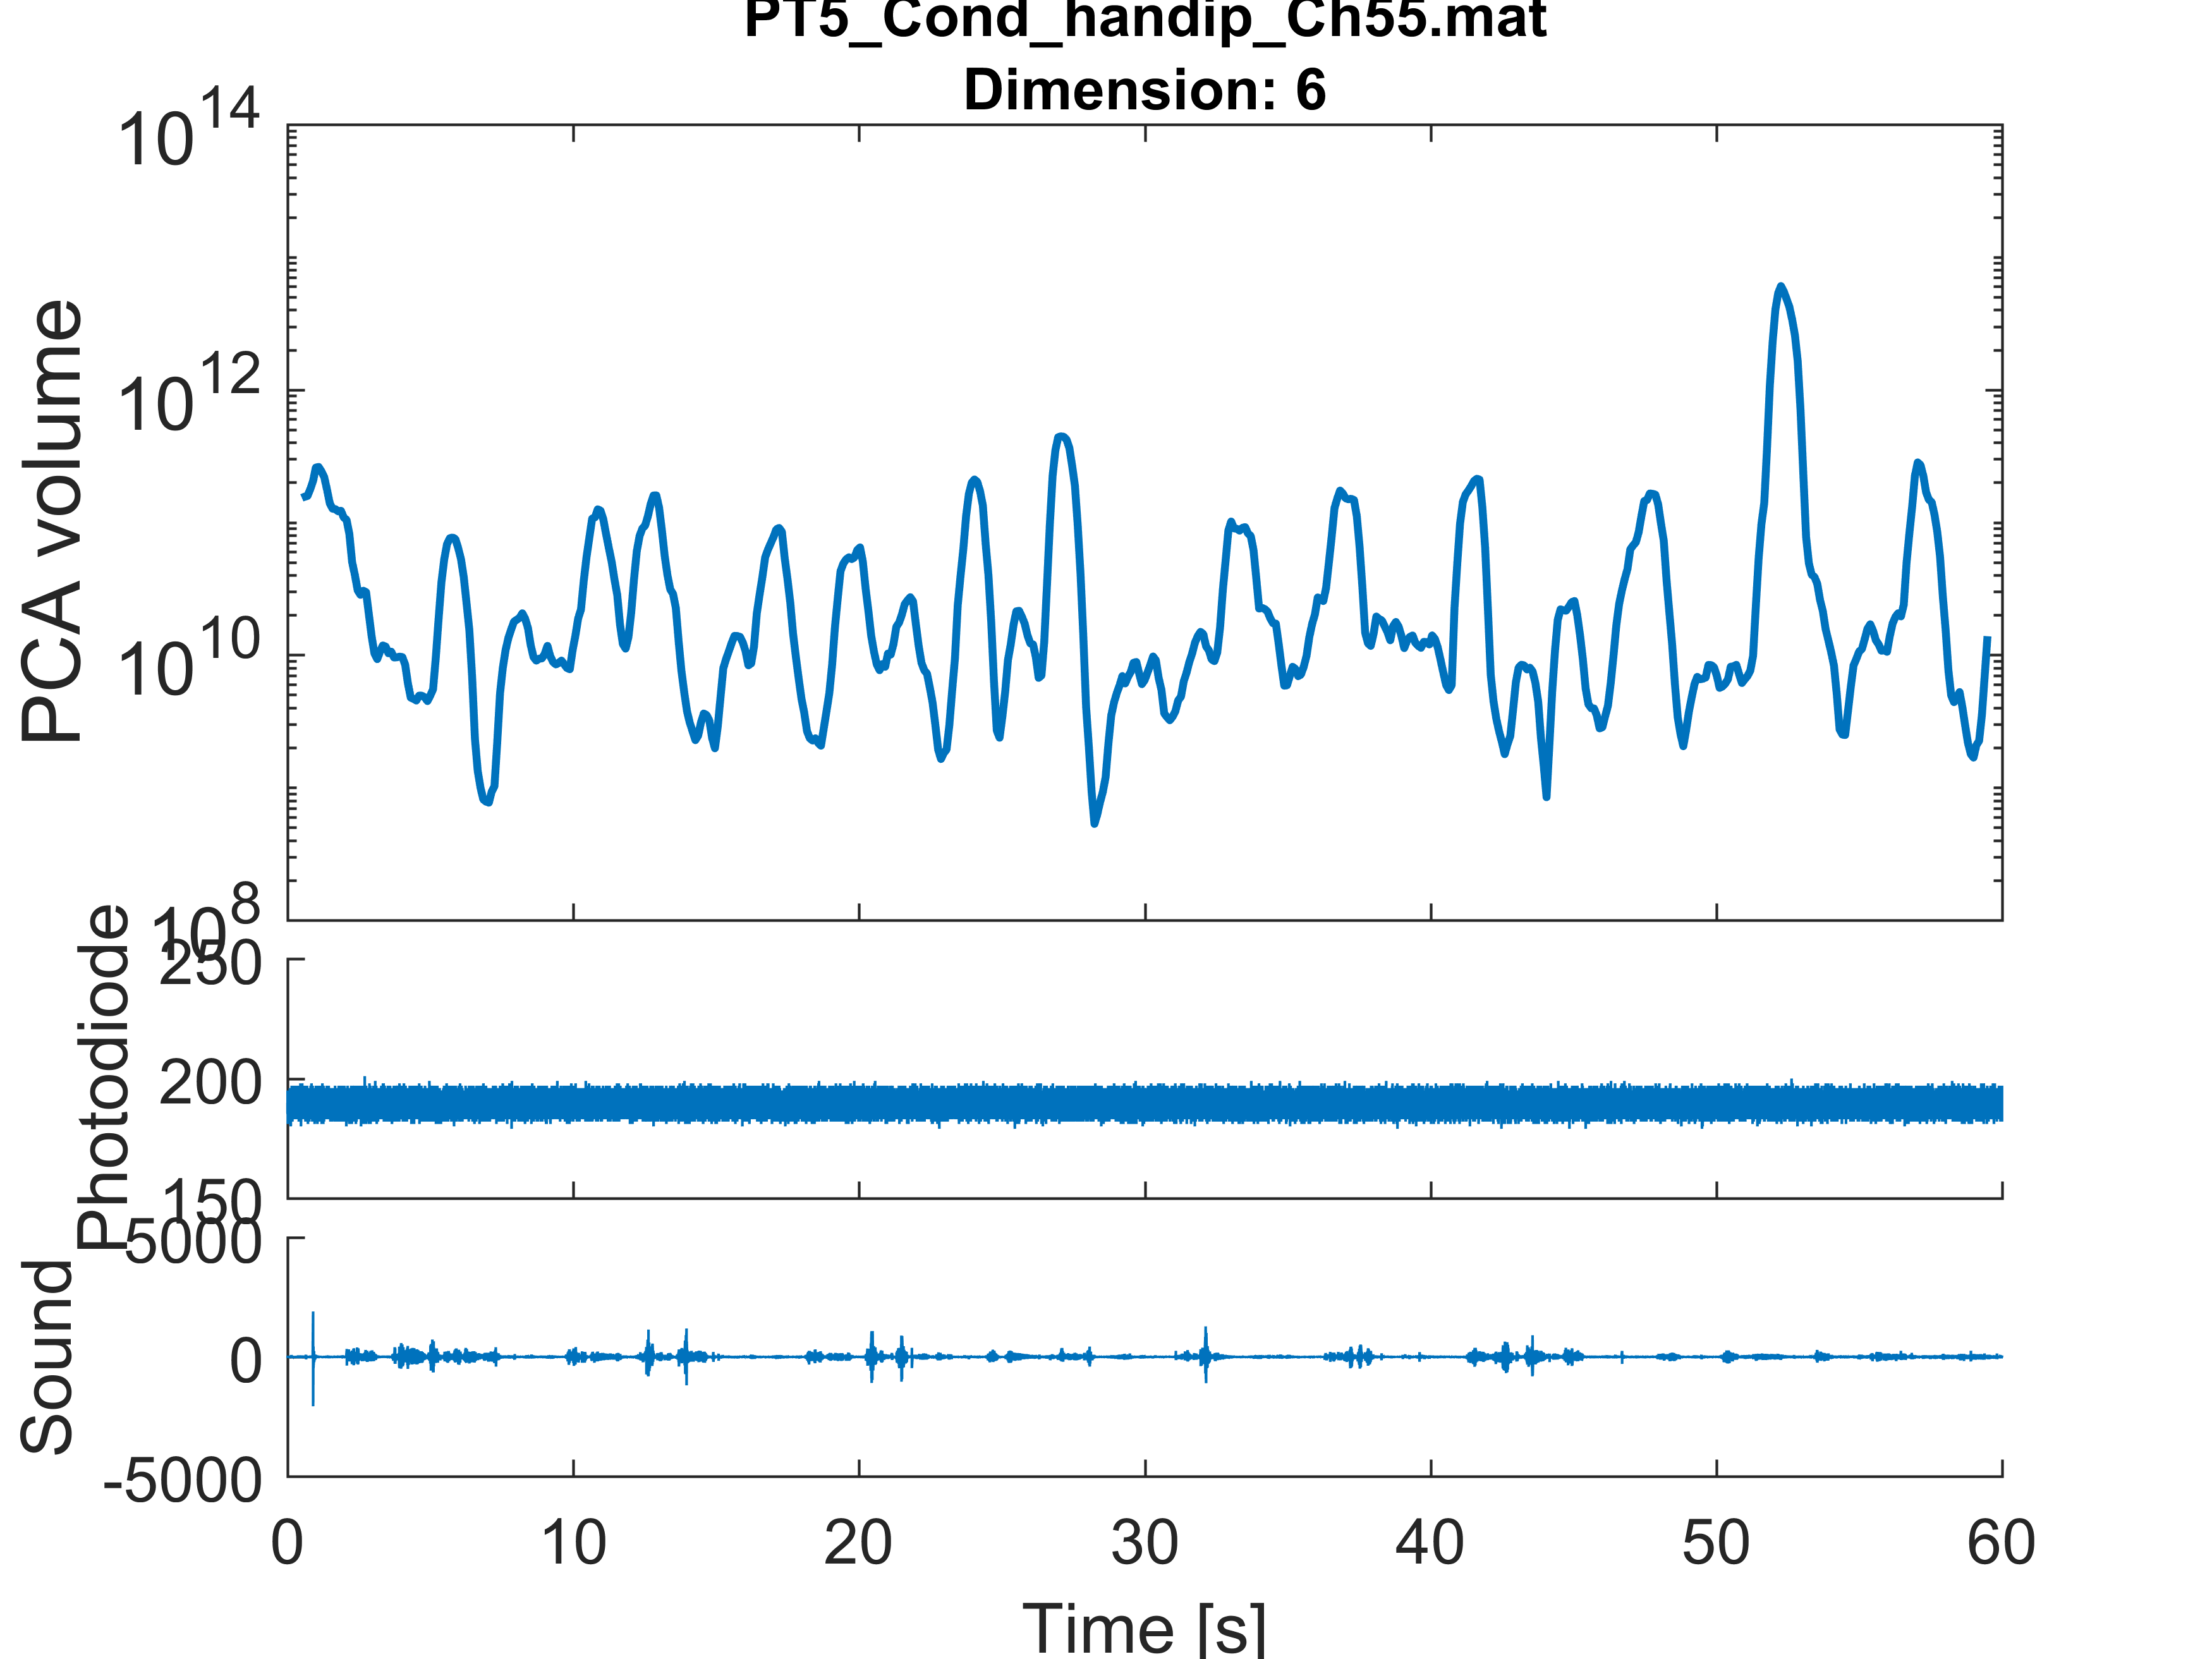 PT5_Cond_handip_Ch55.mat
Dimension: 6
10^14
10^12
10^10
10^8
PCA volume
250
200
150
Photodiode
5000
0
-5000
Sound
0 10 20 30 40 50 60
Time [s]